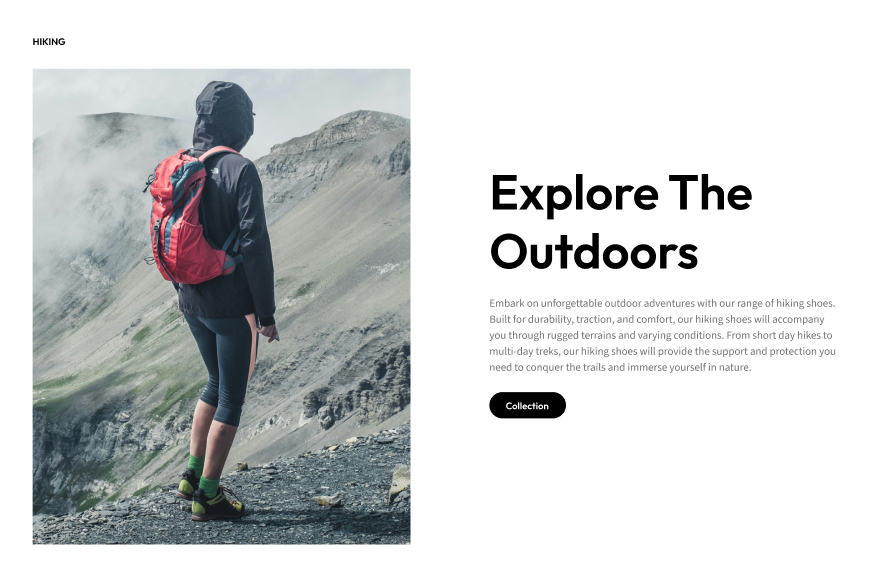 HIKING
Explore The
Outdoors
Embark on unforgettable outdoor adventures with our range of hiking shoes.
Built for durability, traction, and comfort, our hiking shoes will accompany
you through rugged terrains and varying conditions. From short day hikes to
multi-day treks, our hiking shoes will provide the support and protection you
need to conquer the trails and immerse yourself in nature.
Collection